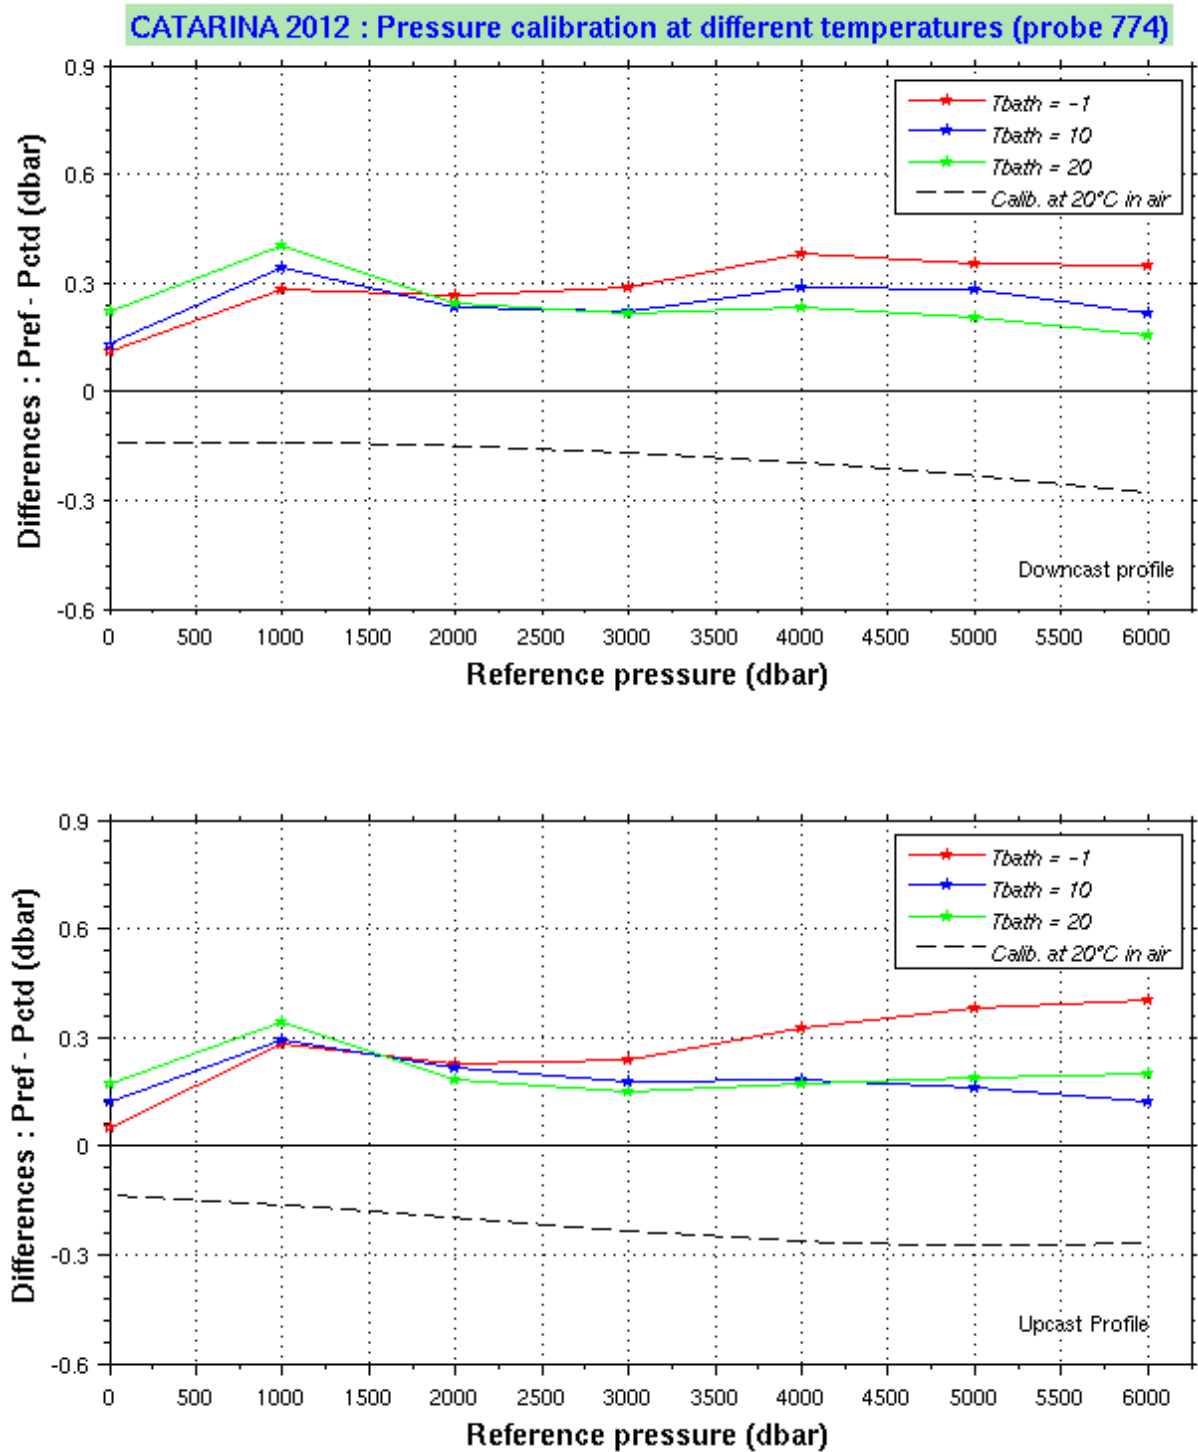 CATARINA 2012 : Pressure calibration at different temperatures (probe 774)
0.9
0.6
0.3
0
-0.3
-0.6
Differences : Pref - Pctd (dbar)
Tbath = -1
Tbath = 10
Tbath = 20
Calib. at 20°C in air
Downcast profile
0 500 1000 1500 2000 2500 3000 3500 4000 4500 5000 5500 6000
Reference pressure (dbar)
0.9
0.6
0.3
0
-0.3
-0.6
Differences : Pref - Pctd (dbar)
Tbath = -1
Tbath = 10
Tbath = 20
Calib. at 20°C in air
Upcast Profile
0 500 1000 1500 2000 2500 3000 3500 4000 4500 5000 5500 6000
Reference pressure (dbar)